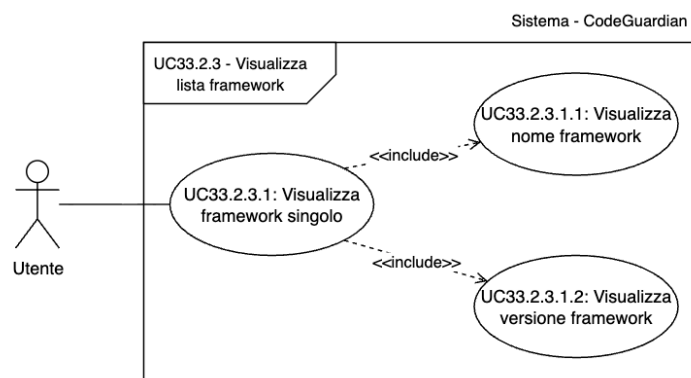 Sistema - CodeGuardian
UC33.2.3 - Visualizza
lista framework
UC33.2.3.1.1: Visualizza
nome framework
<<include>>
UC33.2.3.1: Visualizza
framework singolo
Utente
<<include>>
UC33.2.3.1.2: Visualizza
versione framework